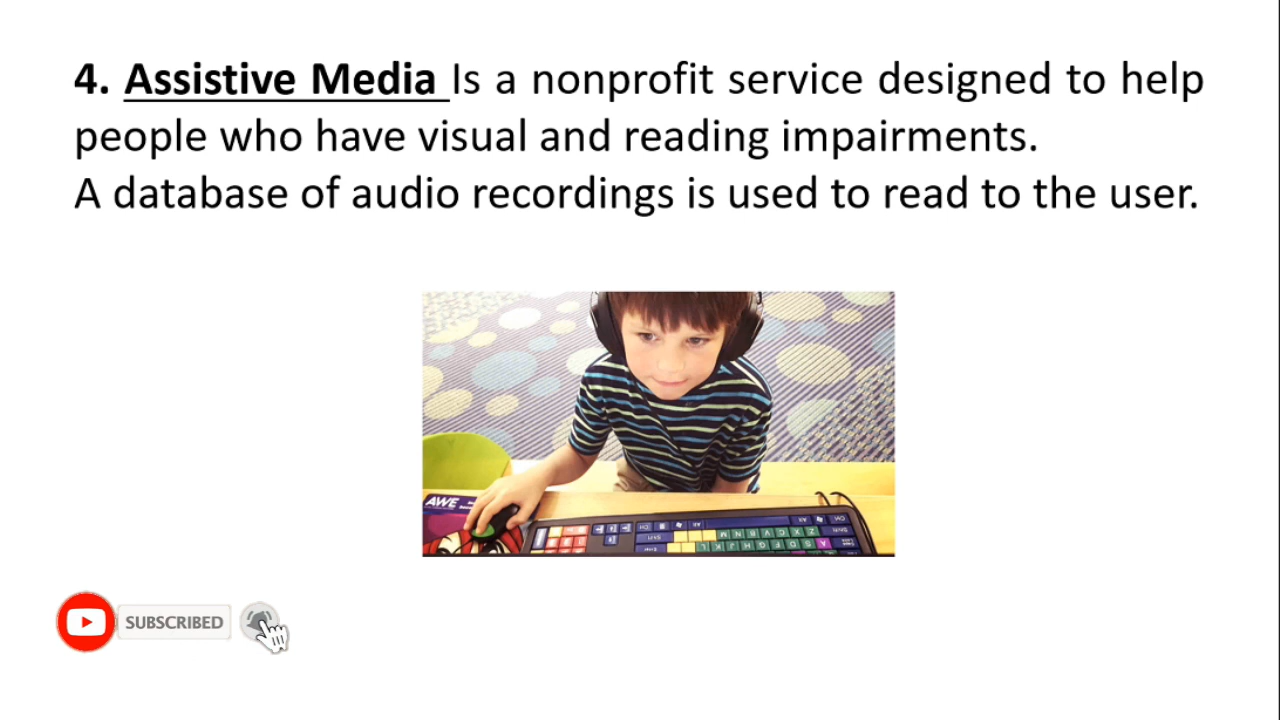 4. Assistive Media Is a nonprofit service designed to help
people who have visual and reading impairments.
A database of audio recordings is used to read to the user.
AWE
SUBSCRIBED